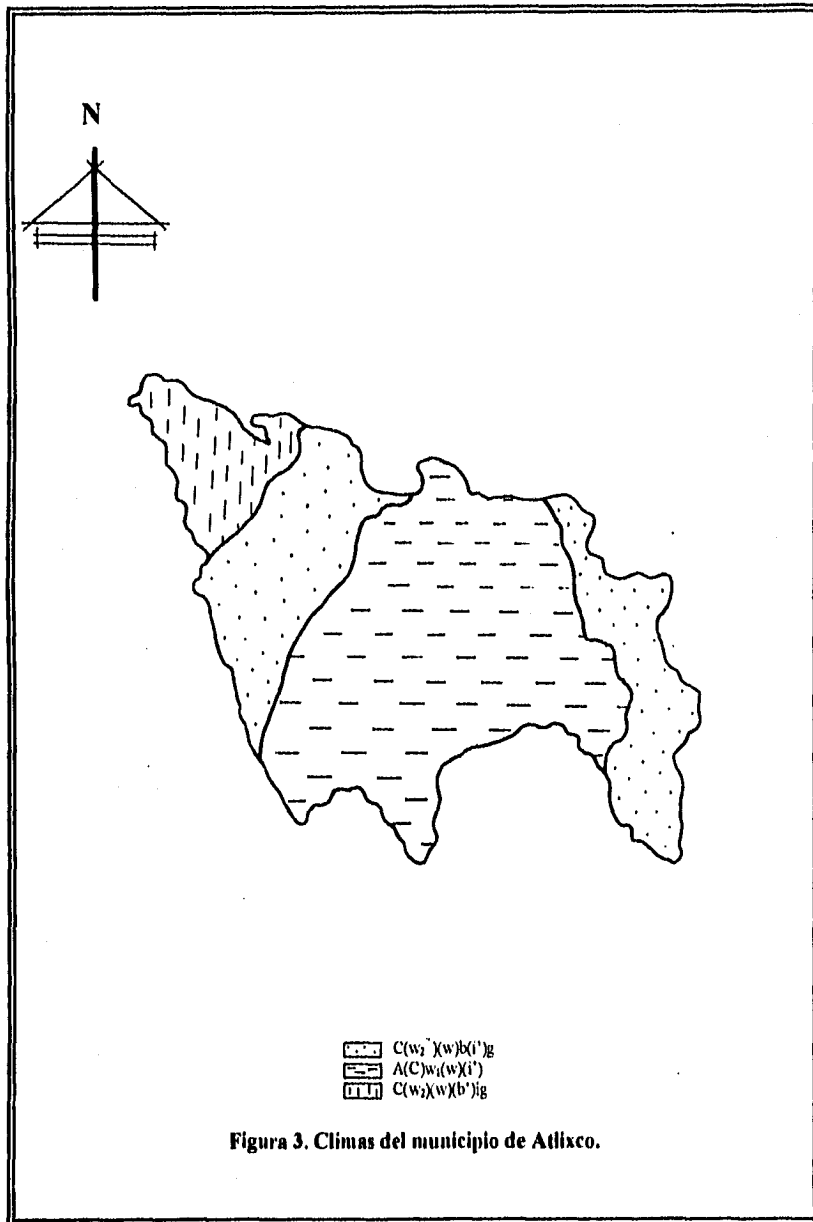 N
C(w₂")(w)b(i')g
A(C)w₁(w)(i')
C(w₂)(w)(b')ig
Figura 3. Climas del municipio de Atlixco.